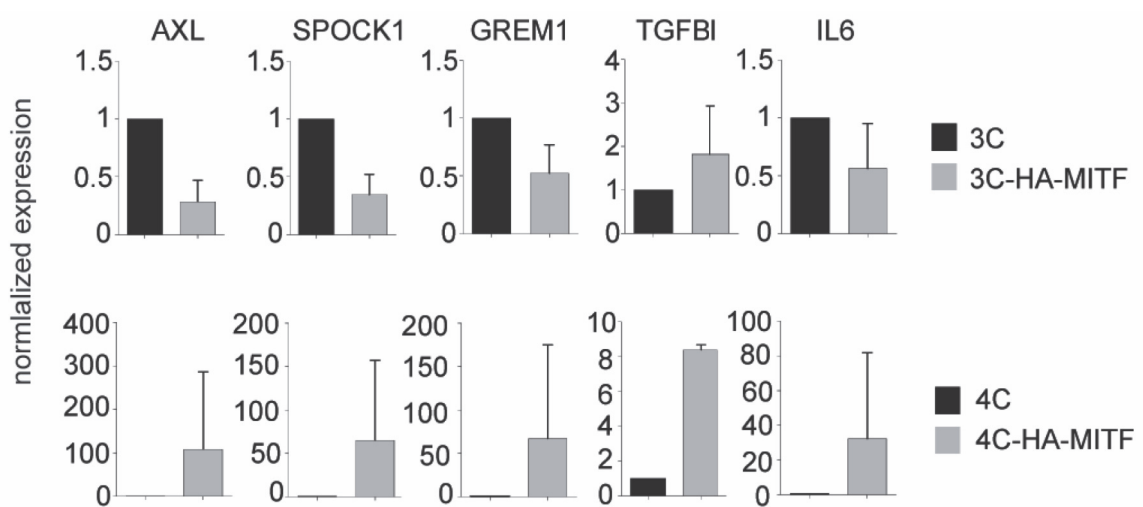 AXL SPOCK1 GREM1 TGFBI IL6
normlalized expression
1.5 1.5 1.5 4 1.5
3
1 1 1 1
2
0.5 0.5 0.5 0.5
1
0 0 0 0 0
3C
3C-HA-MITF
400 200 200 10 100
300 150 150 8 80
6 60
200 100 100
4 40
100 50 50 2 20
0 0 0 0 0
4C
4C-HA-MITF